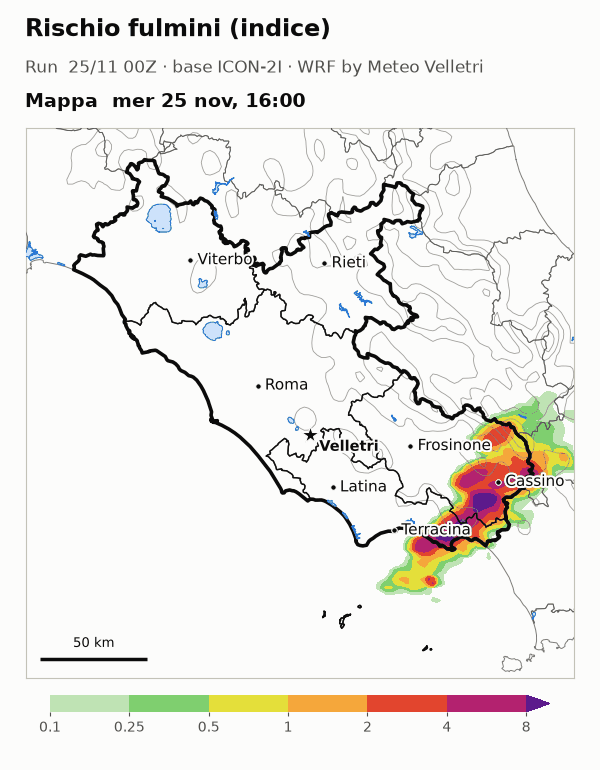 Rischio fulmini (indice)
Run  25/11 00Z · base ICON-2I · WRF by Meteo Velletri
Mappa  mer 25 nov, 16:00
Viterbo
Rieti
Roma
Velletri
Frosinone
Cassino
Latina
Terracina
50 km
0.1 0.25 0.5 1 2 4 8